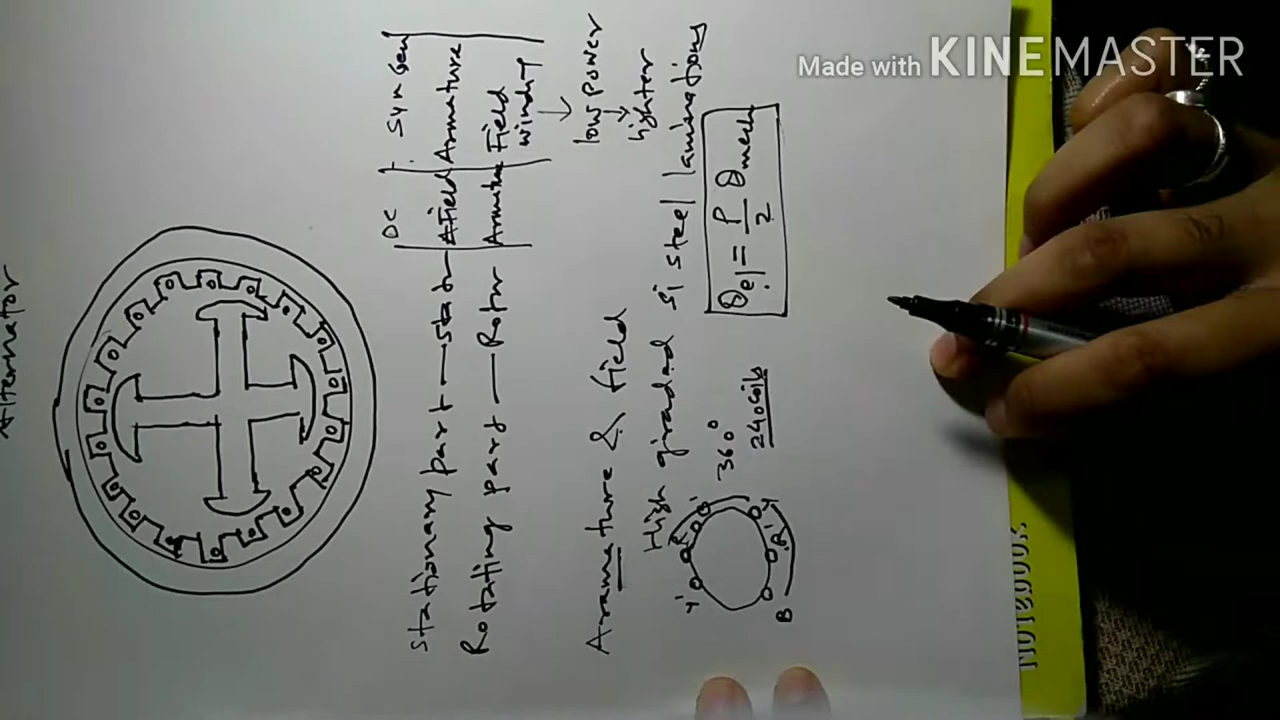 Made with KINEMASTER
Alternator
DC Syn Gen
Stationary part — Stator Field Armature
Rotating part — Rotor Armature Field winding
↓
low power
↓
lighter
Armature & field
High graded Si steel laminations
360°
240 coils
θel = P/2 θmech
R Y'
B R'
Y
NOTEBOOK